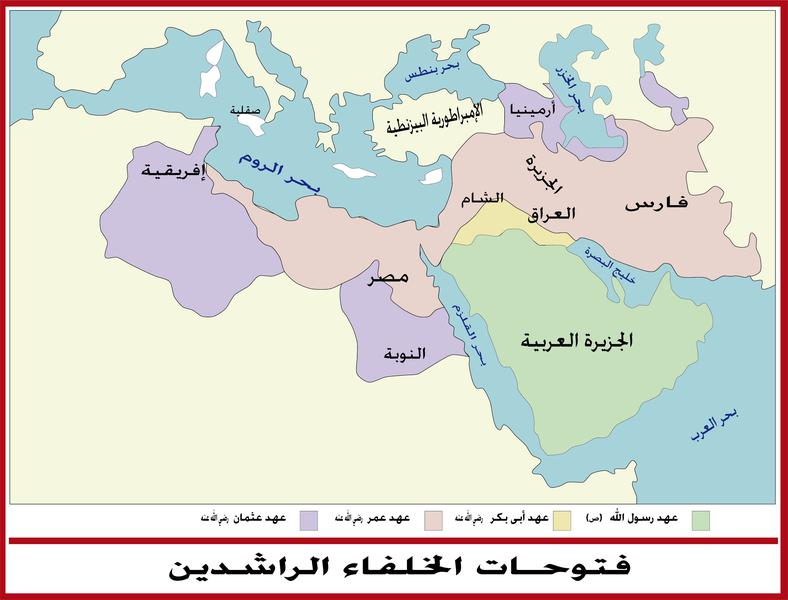 بحر بنطس
بحر الخزر
صقلية
الإمبراطورية البيزنطية
أرمينيا
إفريقية
بحر الروم
الجزيرة
الشام
العراق
فارس
خليج البصرة
مصر
بحر القلزم
النوبة
الجزيرة العربية
بحر العرب
عهد رسول الله (ص) عهد أبى بكر رضي الله عنه عهد عمر رضي الله عنه عهد عثمان رضي الله عنه
فتوحات الخلفاء الراشدين